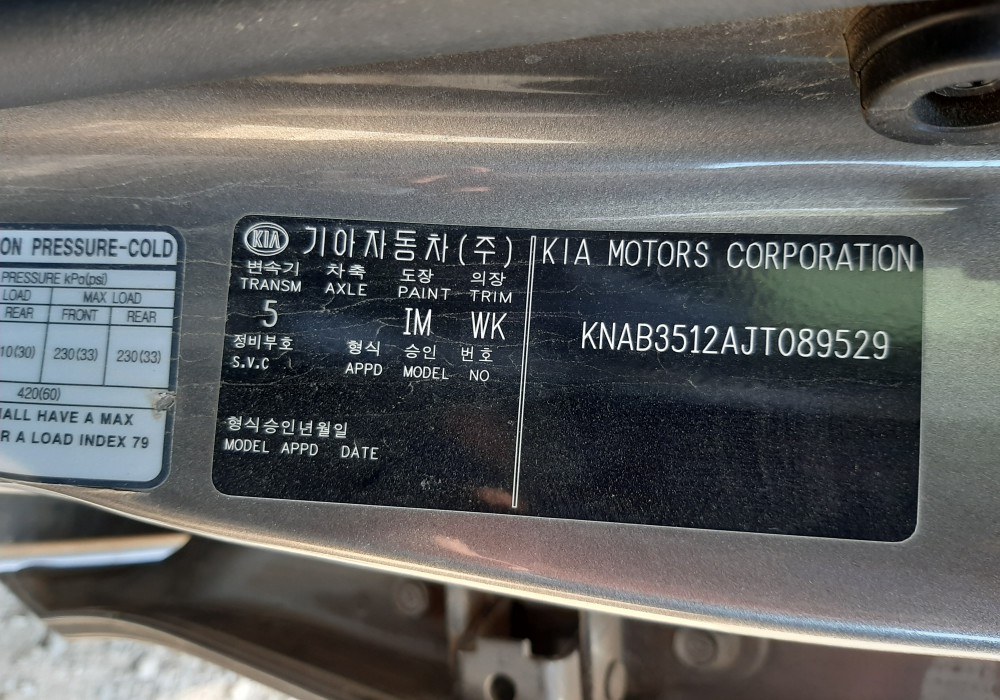 ON PRESSURE-COLD
PRESSURE kPa(psi)
LOAD MAX LOAD
REAR FRONT REAR
10(30) 230(33) 230(33)
420(60)
HALL HAVE A MAX
R A LOAD INDEX 79
KIA 기아자동차(주)
변속기 차축 도장 의장
TRANSM AXLE PAINT TRIM
5 IM WK
정비부호 형식 승인 번호
S.V.C APPD MODEL NO
형식승인년월일
MODEL APPD DATE
KIA MOTORS CORPORATION
KNAB3512AJT089529